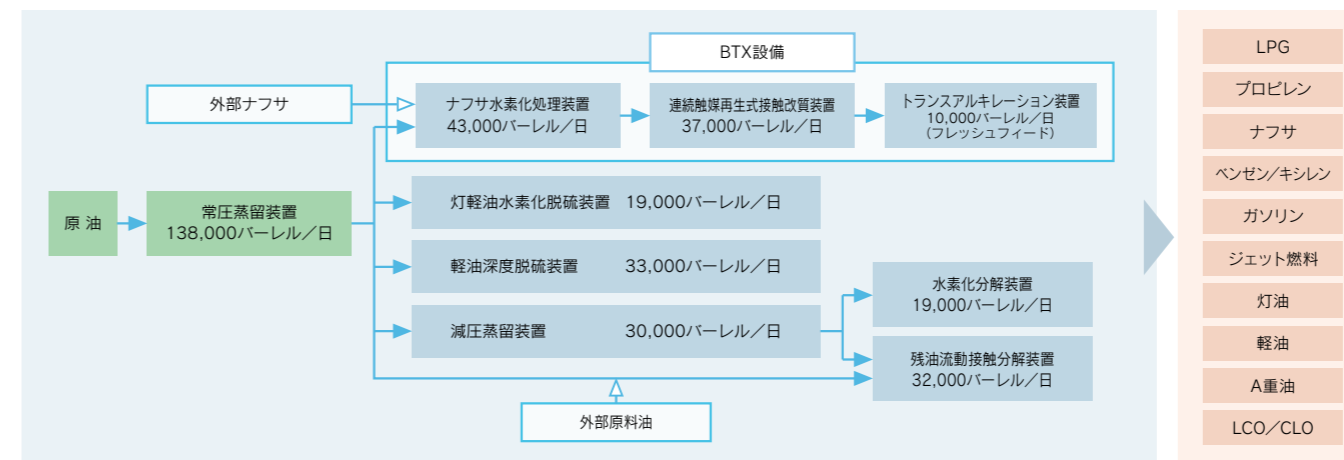 BTX設備
外部ナフサ
ナフサ水素化処理装置
43,000バーレル／日
連続触媒再生式接触改質装置
37,000バーレル／日
トランスアルキレーション装置
10,000バーレル／日
（フレッシュフィード）
原 油
常圧蒸留装置
138,000バーレル／日
灯軽油水素化脱硫装置 19,000バーレル／日
軽油深度脱硫装置 33,000バーレル／日
減圧蒸留装置 30,000バーレル／日
水素化分解装置
19,000バーレル／日
残油流動接触分解装置
32,000バーレル／日
外部原料油
LPG
プロピレン
ナフサ
ベンゼン／キシレン
ガソリン
ジェット燃料
灯油
軽油
A重油
LCO／CLO